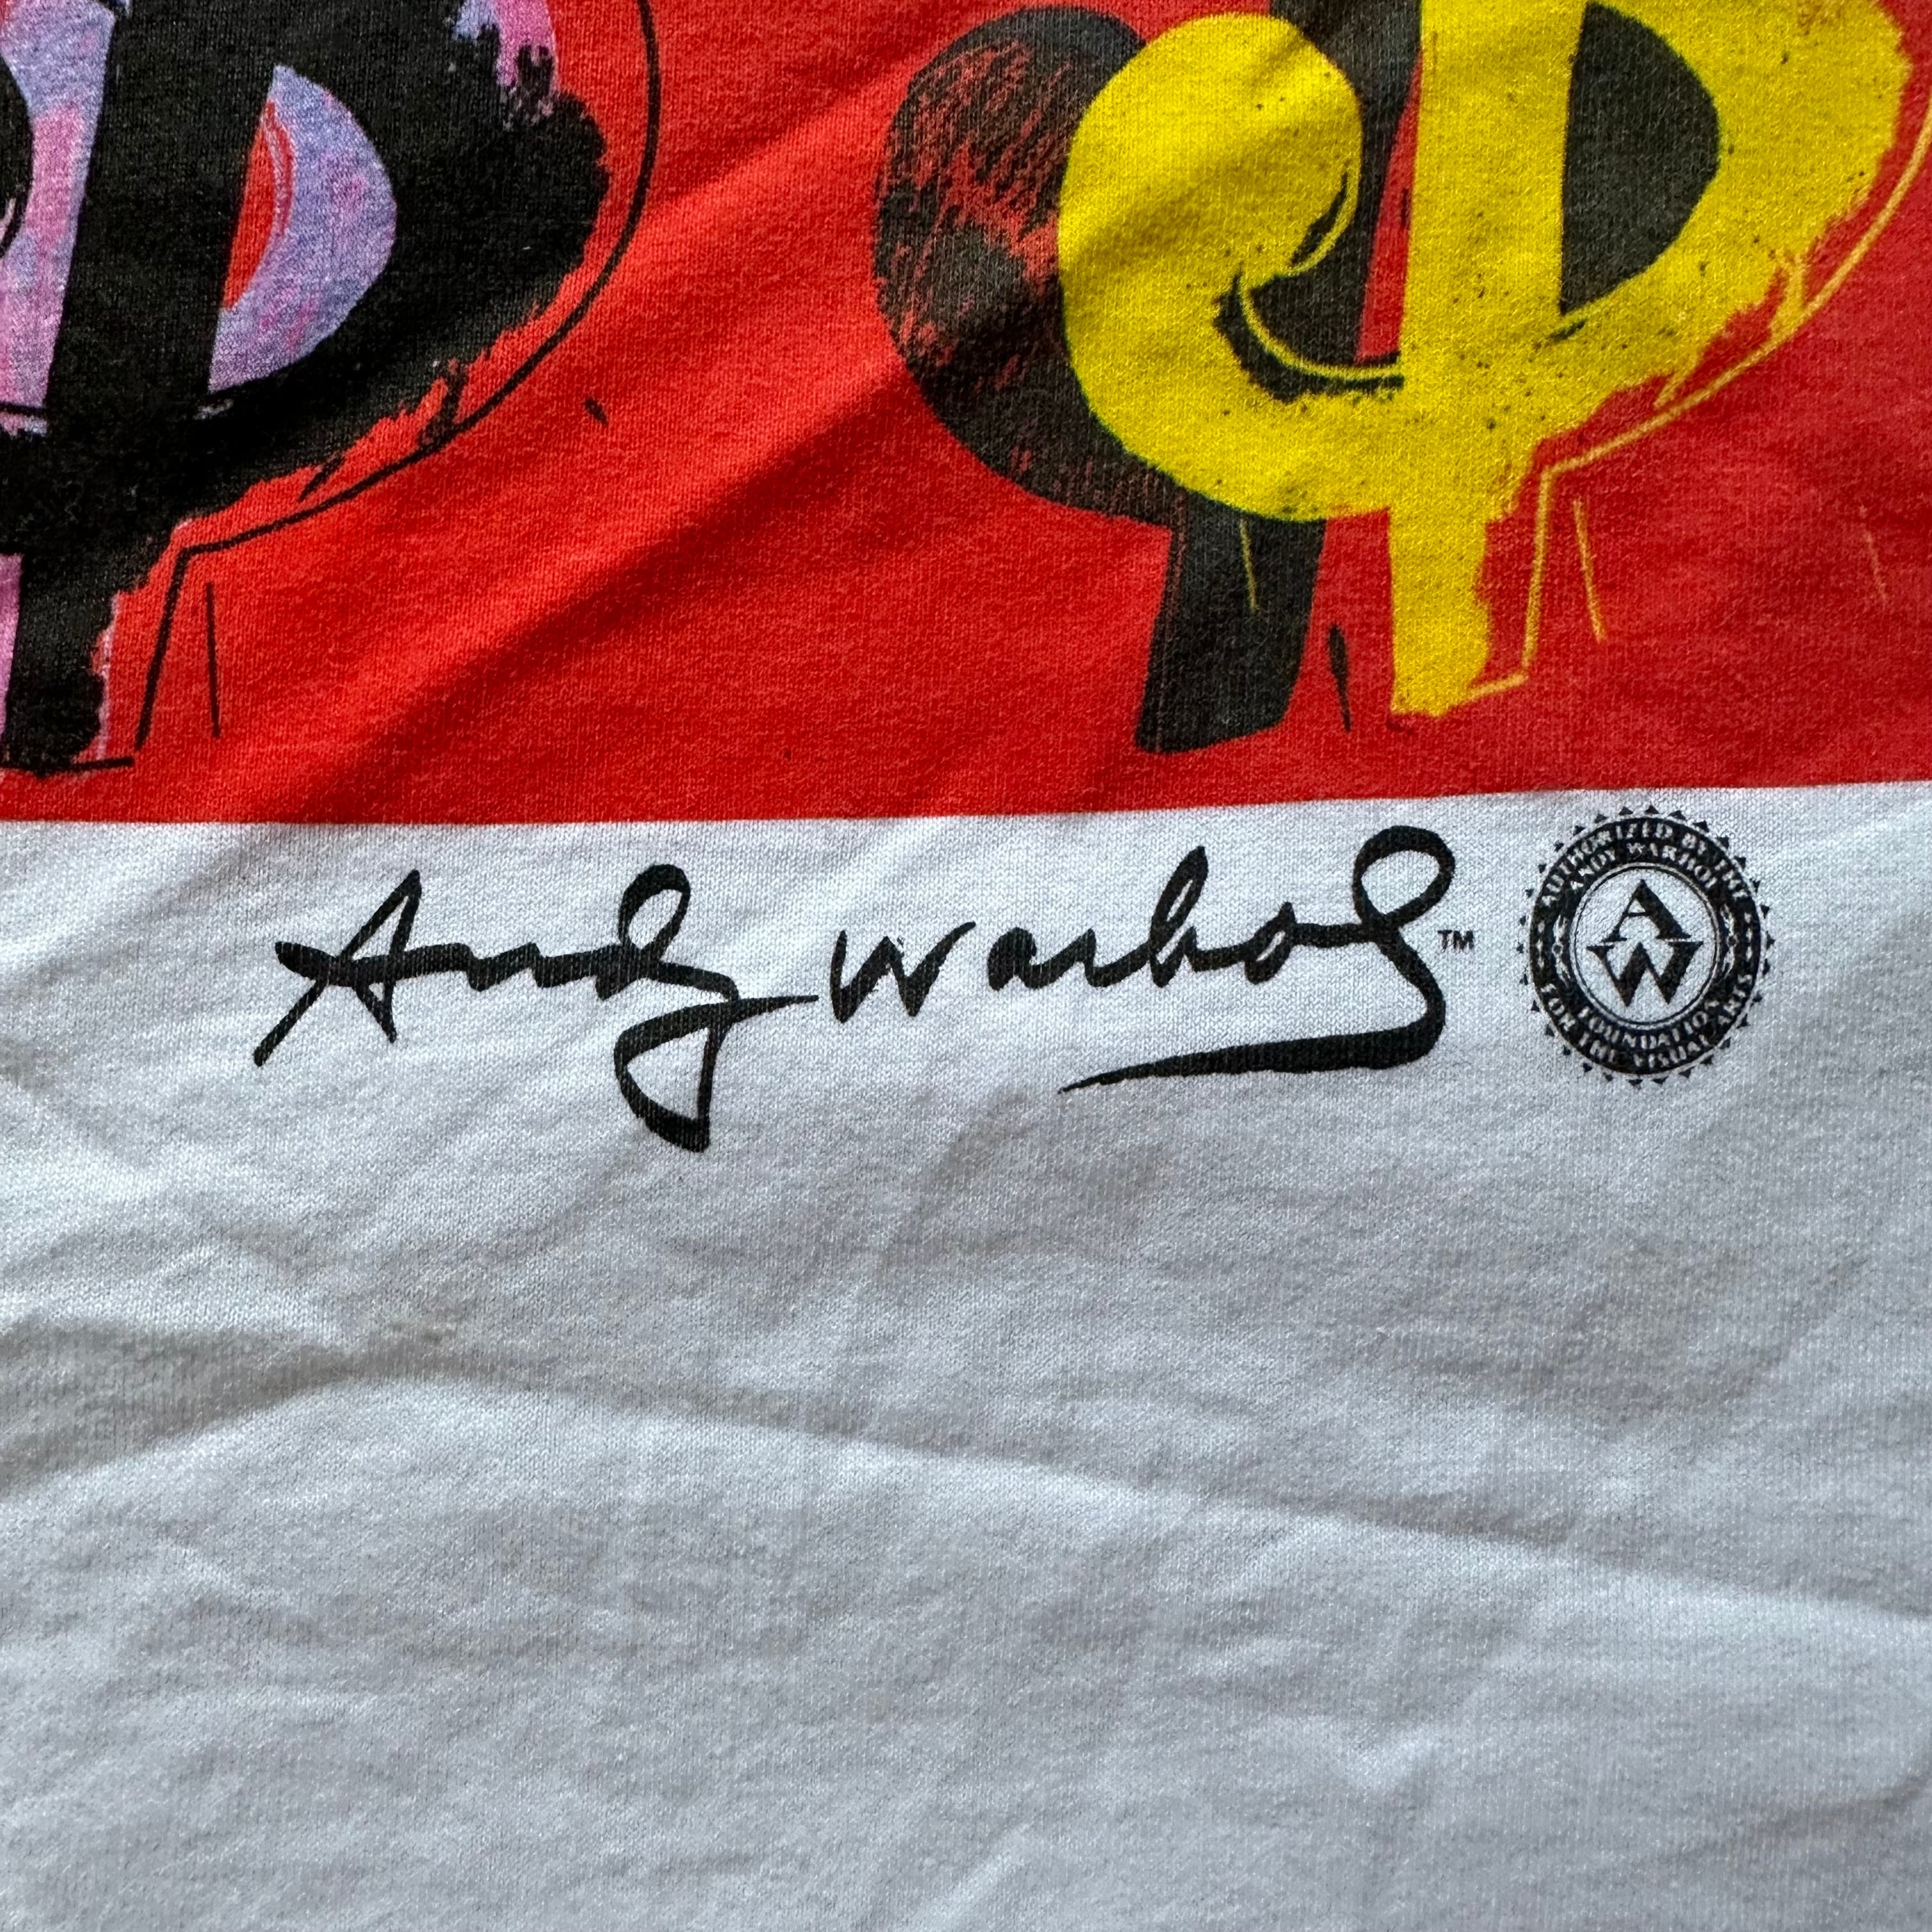 Andy Warhol™
AUTHORIZED BY THE
ANDY WARHOL
AW
FOUNDATION
FOR THE VISUAL ARTS